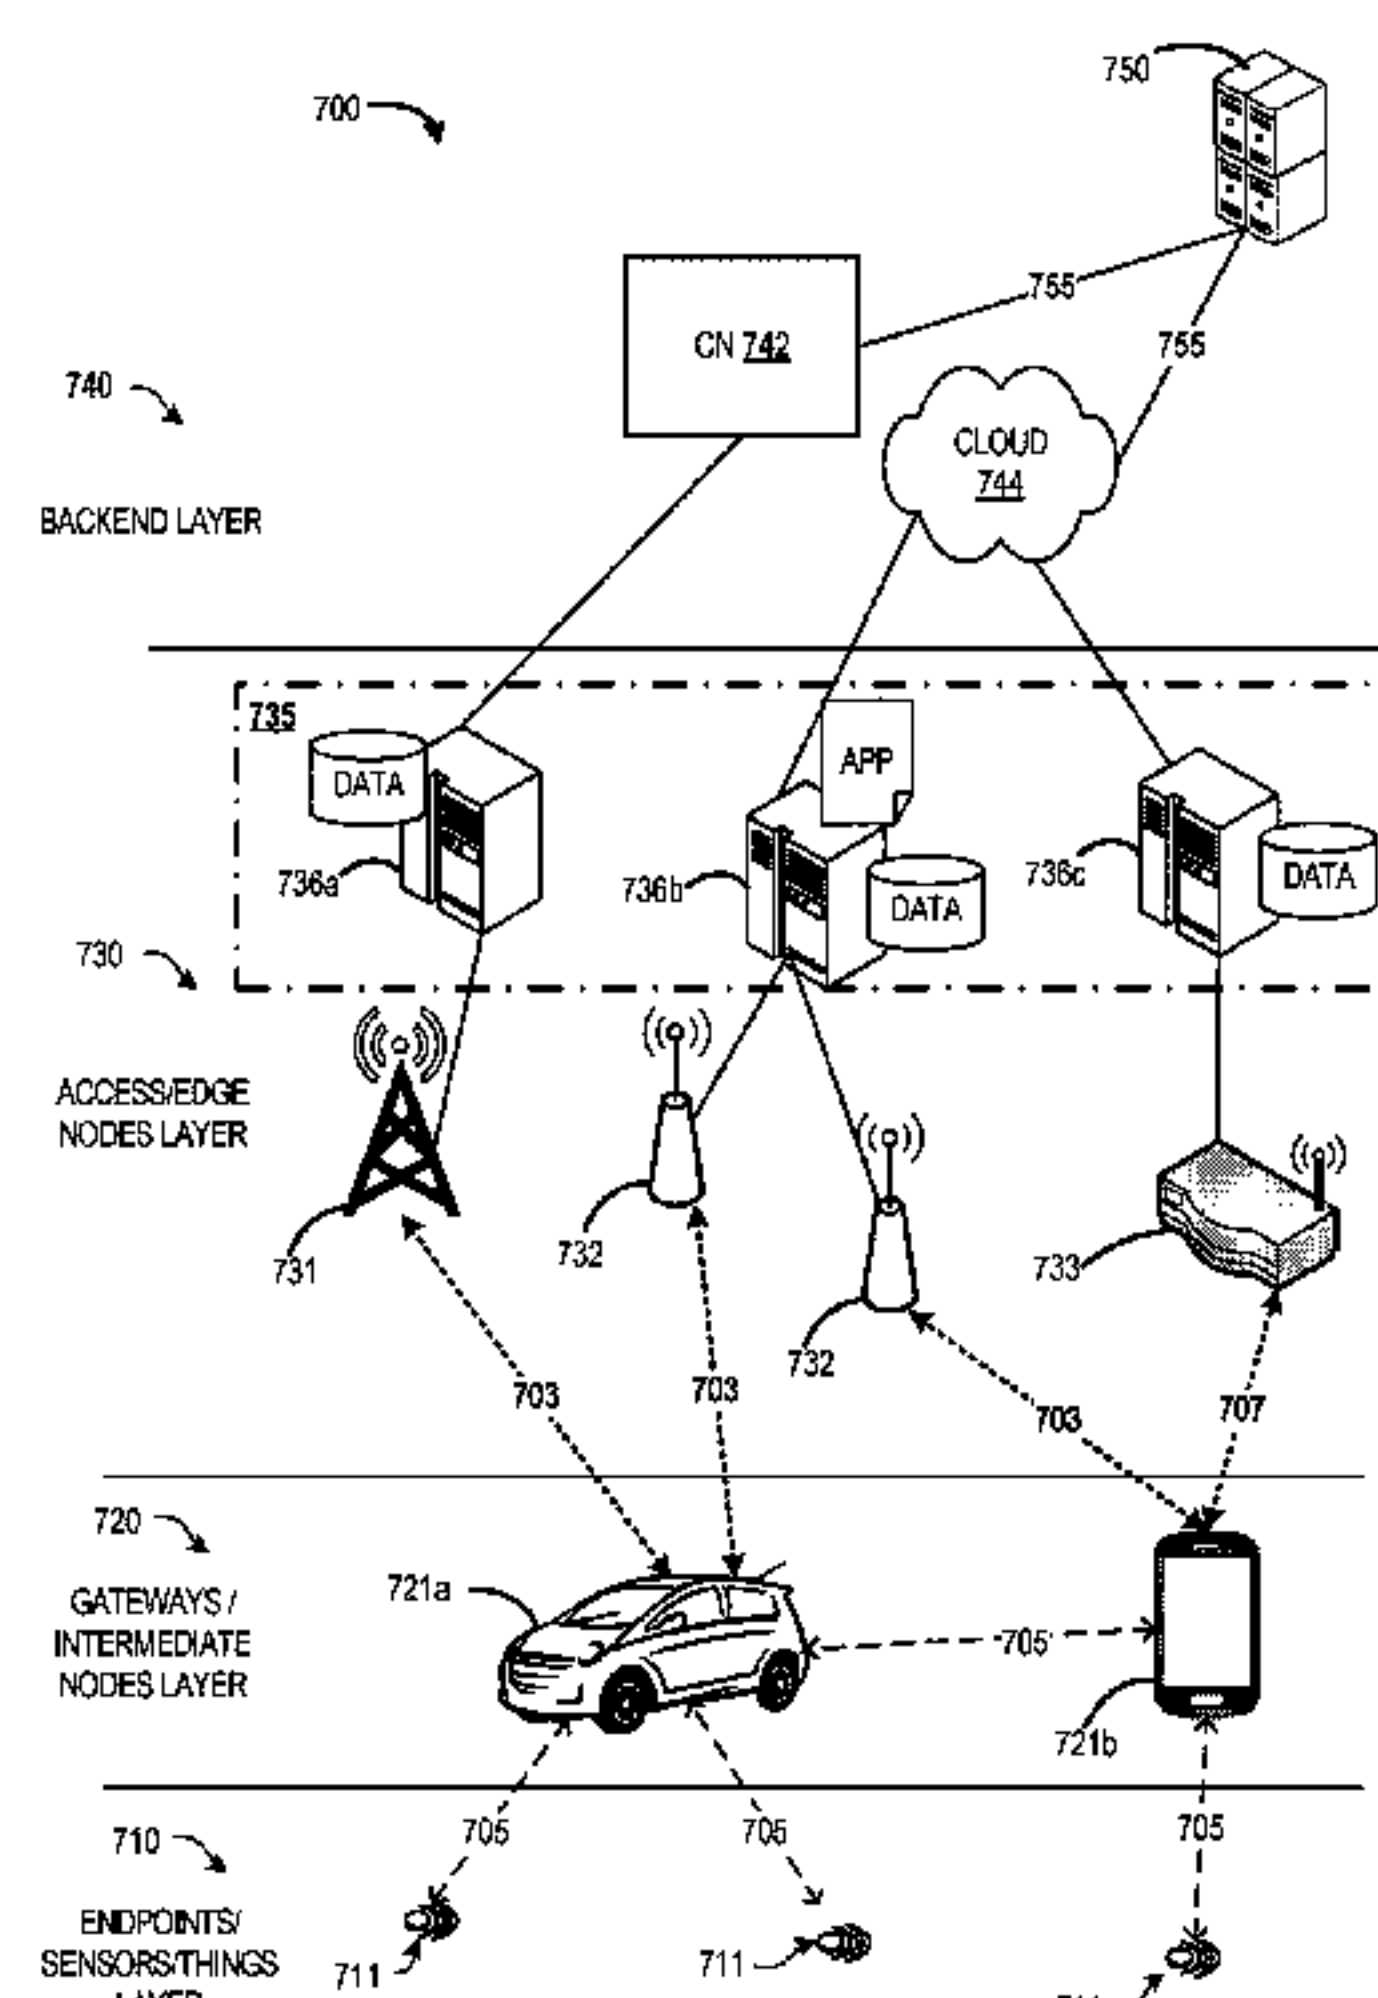 750
700
755
CN 742
755
740
CLOUD
744
BACKEND LAYER
735
APP
DATA
736a
736b
736c
DATA
DATA
730
ACCESS/EDGE
NODES LAYER
731
732
733
732
703
703
703
707
720
721a
GATEWAYS /
INTERMEDIATE
NODES LAYER
705
721b
705
705
705
710
ENDPOINTS/
SENSORS/THINGS
711
711